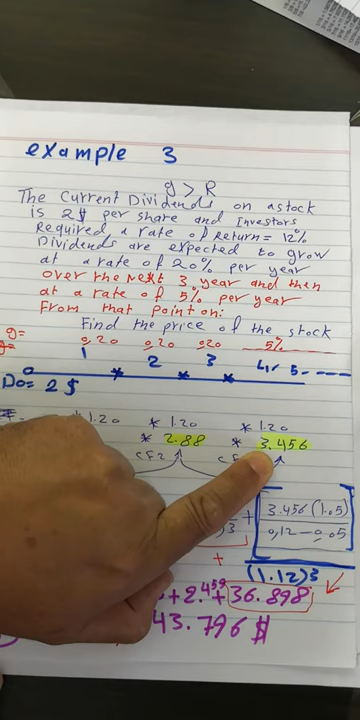 example 3
g > R
The Current Dividends on a stock
is 2$ per share and Investors
Required a rate of Return = 12%
Dividends are expected to grow
at a rate of 20% per year
over the next 3 year and then
at a rate of 5% per year
From that point on:
Find the price of the stock
g= 0,20 0,20 0,20 5%
1 2 3 4, 5, ----
0
D0= 2 $
* 1.20 * 1.20 * 1.20
* 2.88 * 3.456
CF2
+ [ 3.456 (1.05)
0,12 - 0,05 ]
+ (1.12)3
+ 2.459 + 36.898
43.796 $